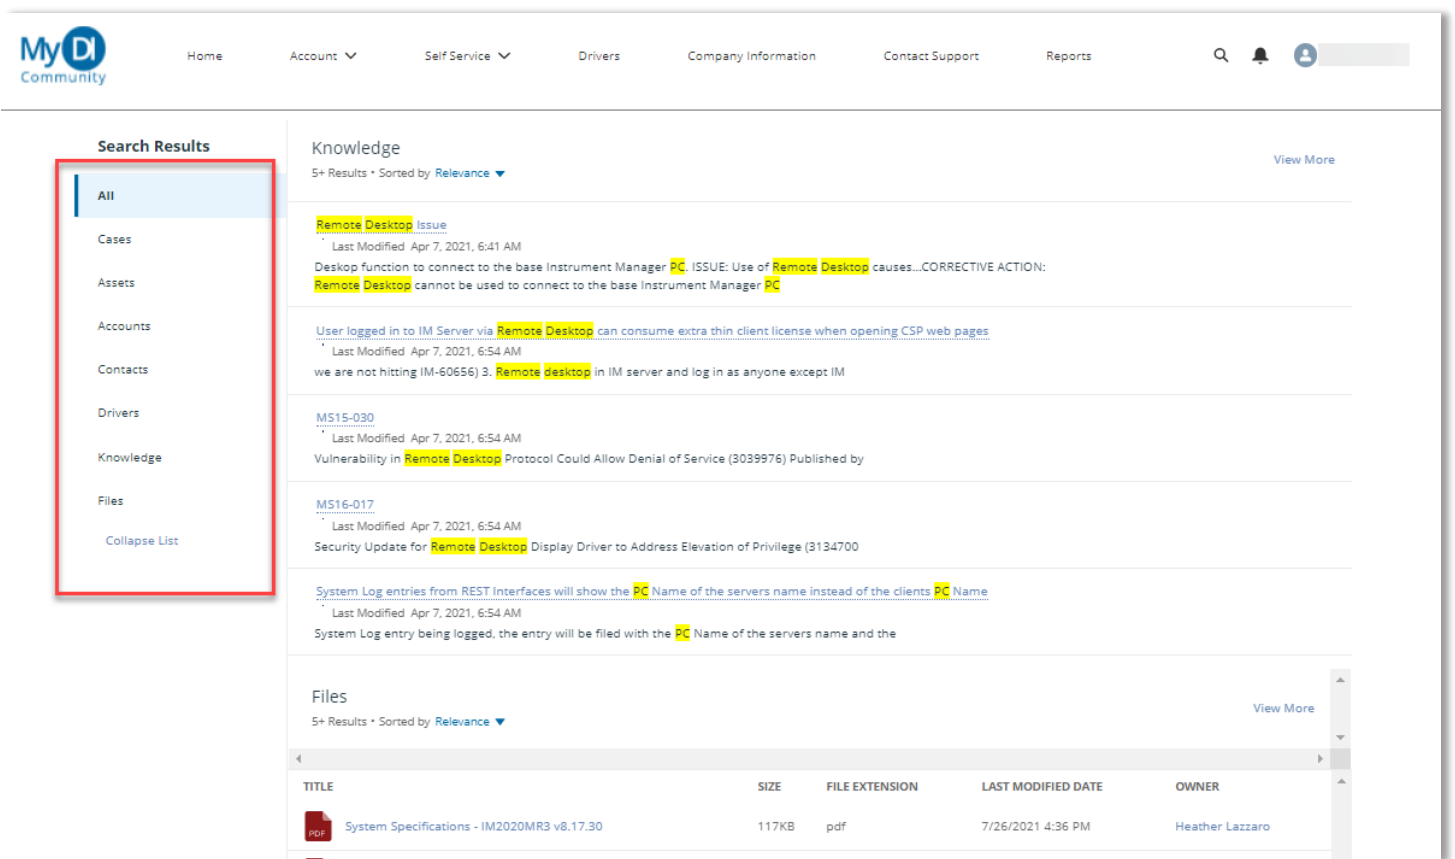 My DI
Community
Home
Account
Self Service
Drivers
Company Information
Contact Support
Reports
Search Results
All
Cases
Assets
Accounts
Contacts
Drivers
Knowledge
Files
Collapse List
Knowledge
View More
5+ Results • Sorted by Relevance
Remote Desktop Issue
Last Modified Apr 7, 2021, 6:41 AM
Deskop function to connect to the base Instrument Manager PC. ISSUE: Use of Remote Desktop causes...CORRECTIVE ACTION:
Remote Desktop cannot be used to connect to the base Instrument Manager PC
User logged in to IM Server via Remote Desktop can consume extra thin client license when opening CSP web pages
Last Modified Apr 7, 2021, 6:54 AM
we are not hitting IM-60656) 3. Remote desktop in IM server and log in as anyone except IM
MS15-030
Last Modified Apr 7, 2021, 6:54 AM
Vulnerability in Remote Desktop Protocol Could Allow Denial of Service (3039976) Published by
MS16-017
Last Modified Apr 7, 2021, 6:54 AM
Security Update for Remote Desktop Display Driver to Address Elevation of Privilege (3134700
System Log entries from REST Interfaces will show the PC Name of the servers name instead of the clients PC Name
Last Modified Apr 7, 2021, 6:54 AM
System Log entry being logged, the entry will be filed with the PC Name of the servers name and the
Files
View More
5+ Results • Sorted by Relevance
TITLE SIZE FILE EXTENSION LAST MODIFIED DATE OWNER
PDF System Specifications - IM2020MR3 v8.17.30 117KB pdf 7/26/2021 4:36 PM Heather Lazzaro